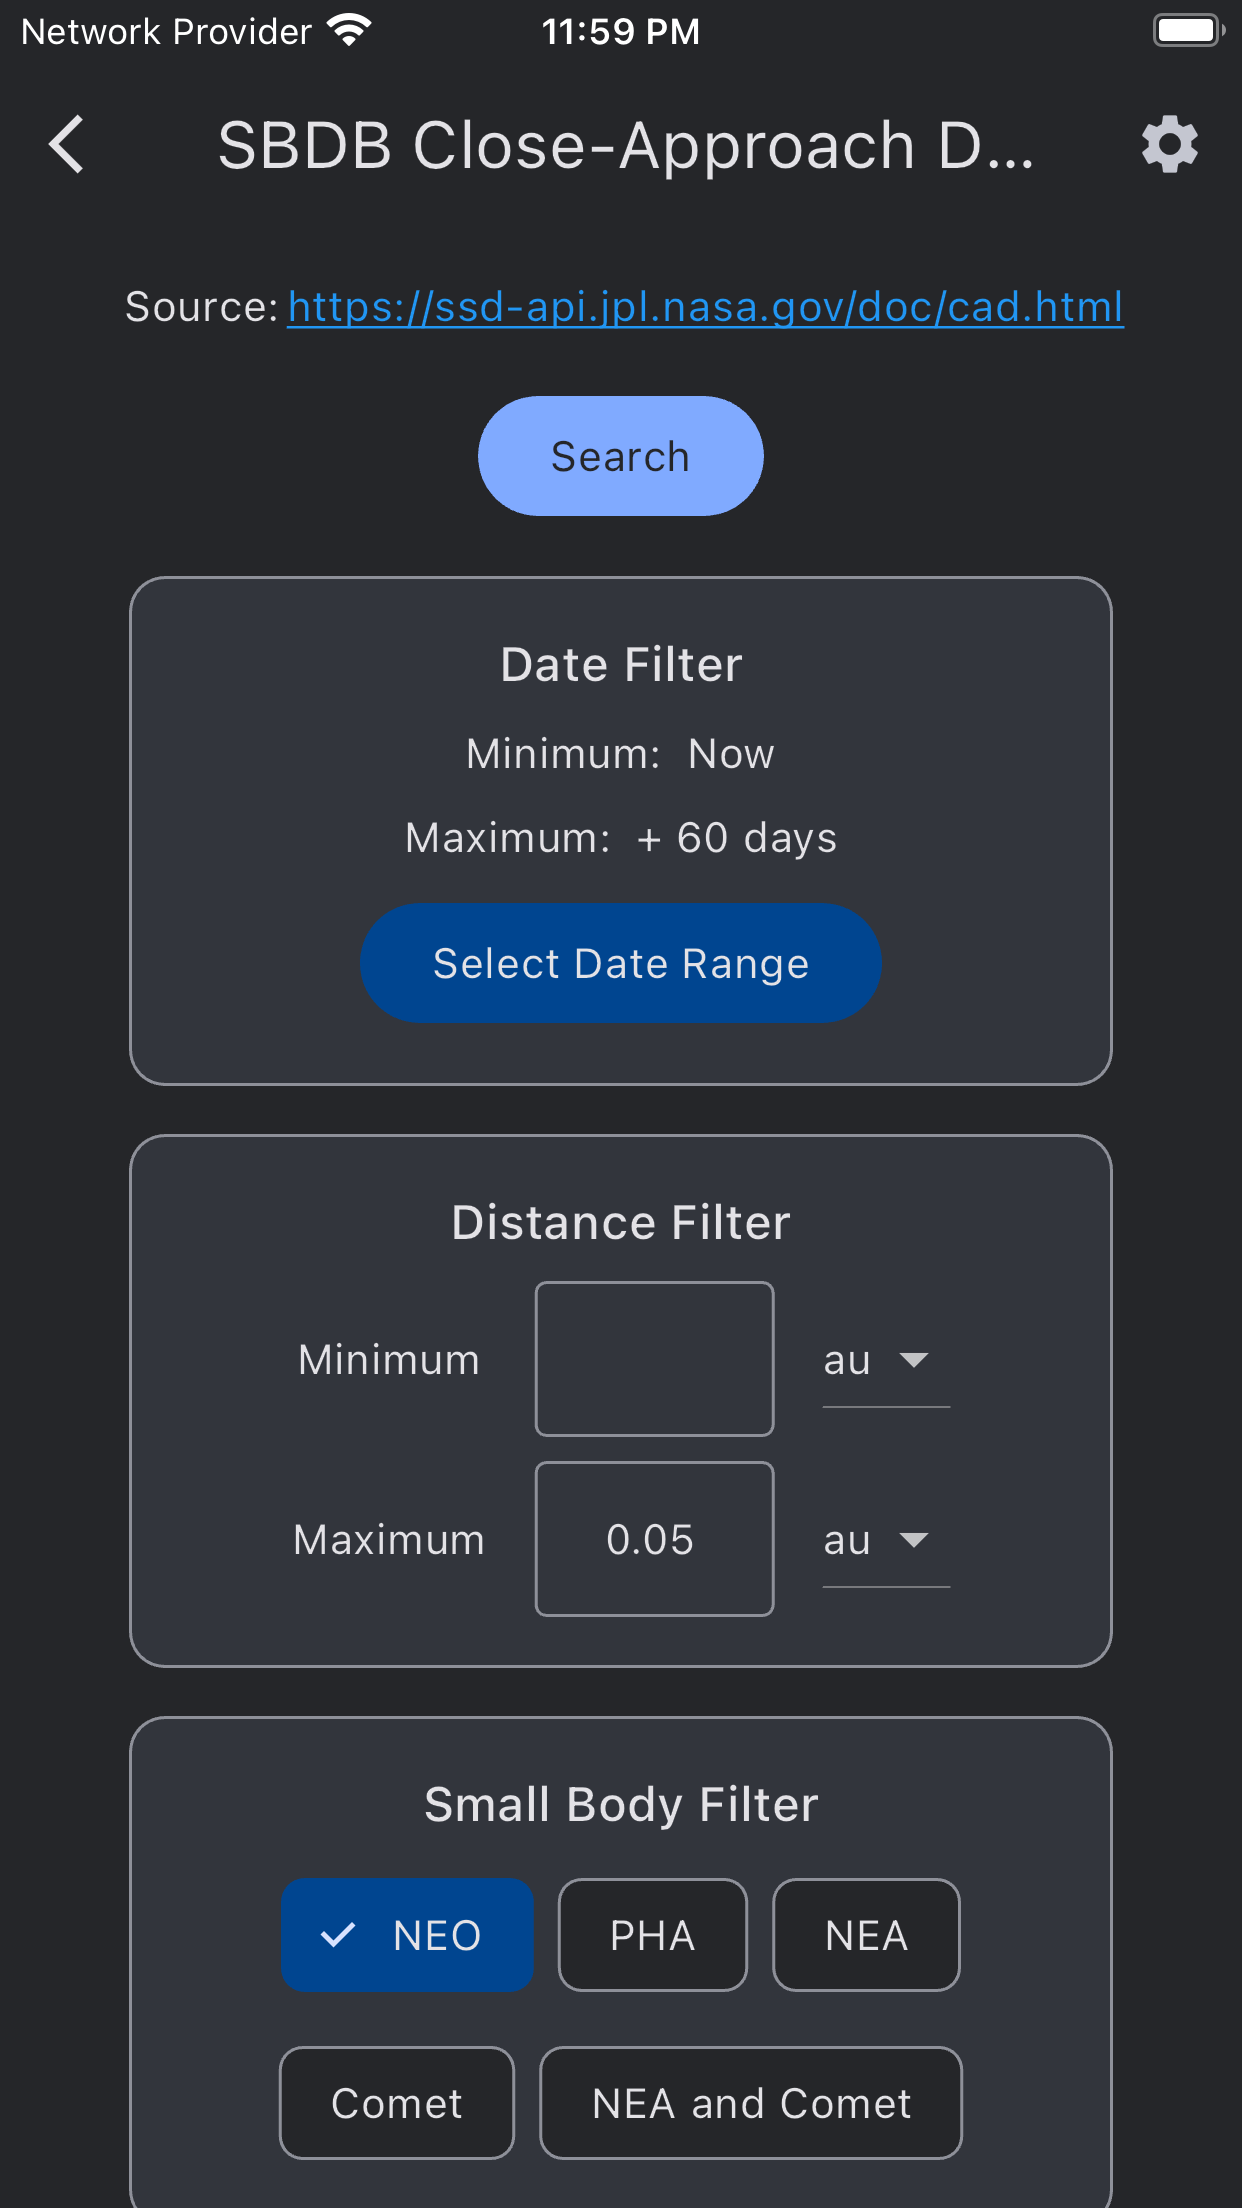 Network Provider 11:59 PM
SBDB Close-Approach D...
Source: https://ssd-api.jpl.nasa.gov/doc/cad.html
Search
Date Filter
Minimum: Now
Maximum: + 60 days
Select Date Range
Distance Filter
Minimum au
Maximum 0.05 au
Small Body Filter
NEO PHA NEA
Comet NEA and Comet